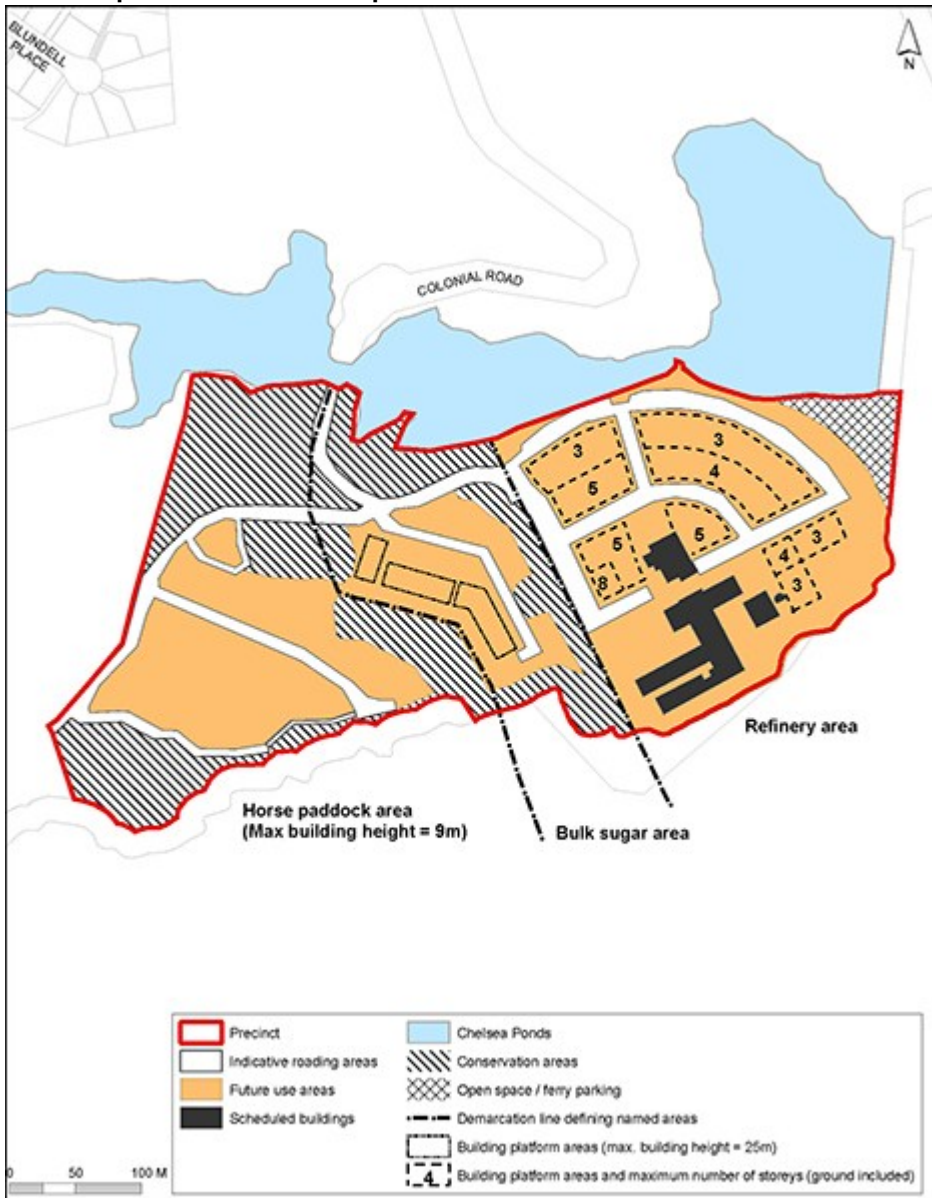 BLUNDELL
PLACE
N
COLONIAL ROAD
3
3
4
5
5
5
8
4
3
3
Refinery area
Horse paddock area
(Max building height = 9m)
Bulk sugar area
Precinct
Indicative roading areas
Future use areas
Scheduled buildings
Chelsea Ponds
Conservation areas
Open space / ferry parking
Demarcation line defining named areas
Building platform areas (max. building height = 25m)
4
Building platform areas and maximum number of storeys (ground included)
0 50 100 M